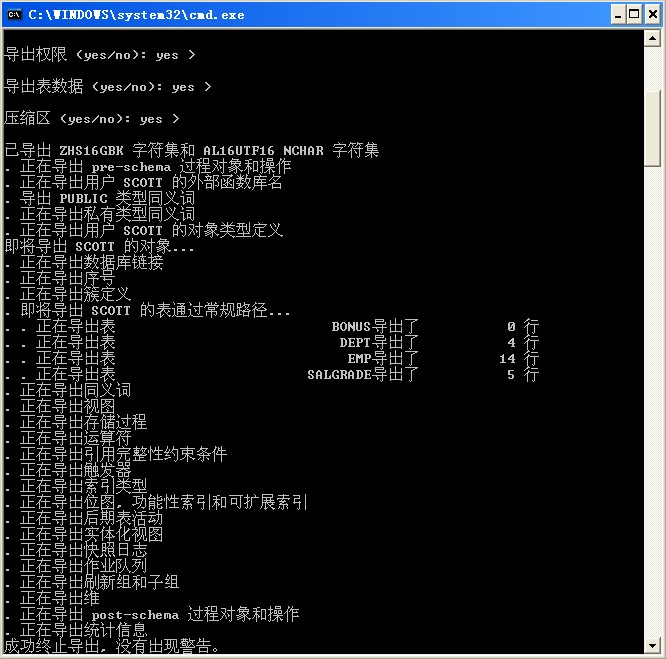 C:\WINDOWS\system32\cmd.exe
导出权限 (yes/no): yes >
导出表数据 (yes/no): yes >
压缩区 (yes/no): yes >
已导出 ZHS16GBK 字符集和 AL16UTF16 NCHAR 字符集
. 正在导出 pre-schema 过程对象和操作
. 正在导出用户 SCOTT 的外部函数库名
. 导出 PUBLIC 类型同义词
. 正在导出私有类型同义词
. 正在导出用户 SCOTT 的对象类型定义
即将导出 SCOTT 的对象...
. 正在导出数据库链接
. 正在导出序号
. 正在导出簇定义
. 即将导出 SCOTT 的表通过常规路径...
. . 正在导出表 BONUS导出了 0 行
. . 正在导出表 DEPT导出了 4 行
. . 正在导出表 EMP导出了 14 行
. . 正在导出表 SALGRADE导出了 5 行
. 正在导出同义词
. 正在导出视图
. 正在导出存储过程
. 正在导出运算符
. 正在导出引用完整性约束条件
. 正在导出触发器
. 正在导出索引类型
. 正在导出位图, 功能性索引和可扩展索引
. 正在导出后期表活动
. 正在导出实体化视图
. 正在导出快照日志
. 正在导出作业队列
. 正在导出刷新组和子组
. 正在导出维
. 正在导出 post-schema 过程对象和操作
. 正在导出统计信息
成功终止导出, 没有出现警告。